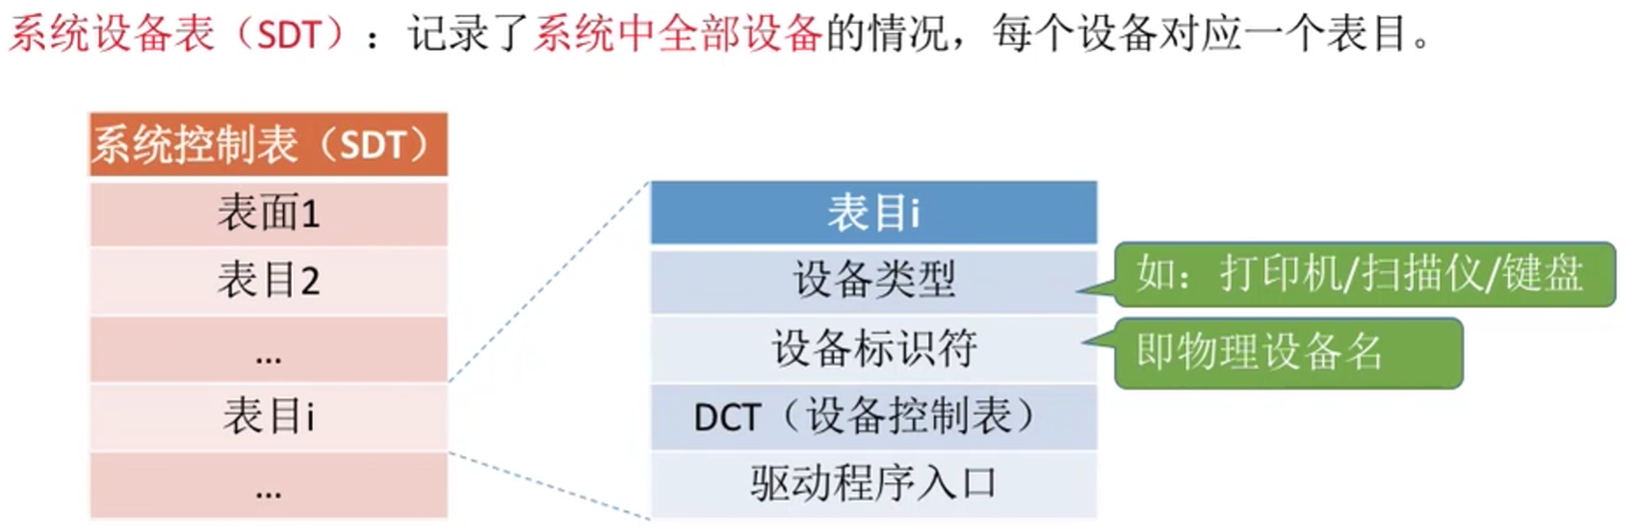 系统设备表（SDT）：记录了系统中全部设备的情况，每个设备对应一个表目。
系统控制表（SDT）
表面1
表目2
...
表目i
...
表目i
设备类型
设备标识符
DCT（设备控制表）
驱动程序入口
如：打印机/扫描仪/键盘
即物理设备名